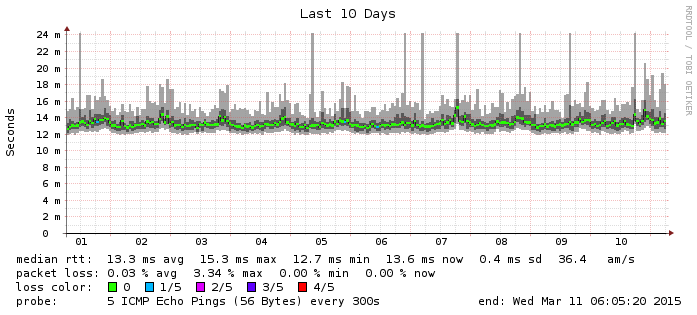 Last 10 Days
RRDTOOL / TOBI OETIKER
Seconds
24 m
22 m
20 m
18 m
16 m
14 m
12 m
10 m
8 m
6 m
4 m
2 m
0
01 02 03 04 05 06 07 08 09 10
median rtt: 13.3 ms avg 15.3 ms max 12.7 ms min 13.6 ms now 0.4 ms sd 36.4 am/s
packet loss: 0.03 % avg 3.34 % max 0.00 % min 0.00 % now
loss color: 0 1/5 2/5 3/5 4/5
probe: 5 ICMP Echo Pings (56 Bytes) every 300s end: Wed Mar 11 06:05:20 2015